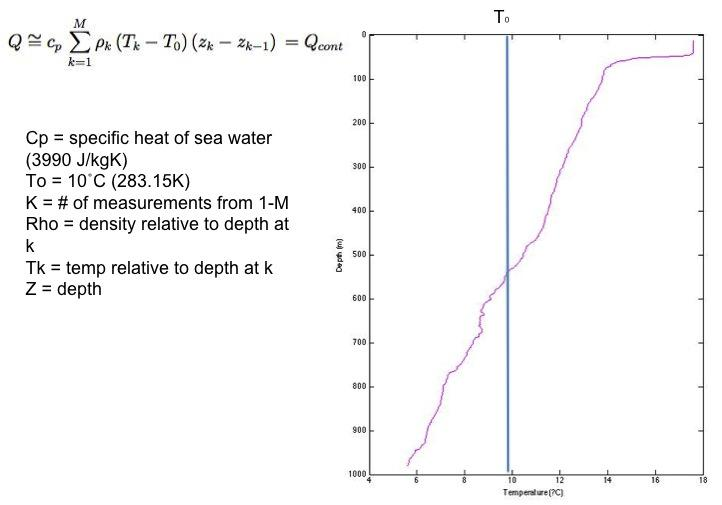 T₀
Q ≅ c_p ∑_{k=1}^{M} ρ_k (T_k − T_0) (z_k − z_{k−1}) = Q_cont
Cp = specific heat of sea water
(3990 J/kgK)
To = 10˚C (283.15K)
K = # of measurements from 1-M
Rho = density relative to depth at
k
Tk = temp relative to depth at k
Z = depth
Depth (m)
0
100
200
300
400
500
600
700
800
900
1000
4 6 8 10 12 14 16 18
Temperature(?C)